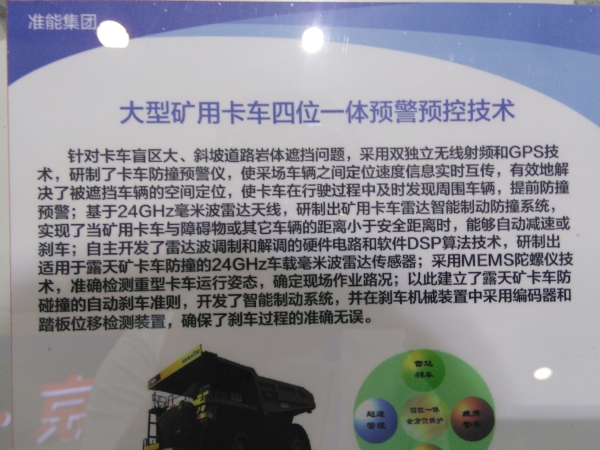 准能集团
大型矿用卡车四位一体预警预控技术
针对卡车盲区大、斜坡道路岩体遮挡问题，采用双独立无线射频和GPS技
术，研制了卡车防撞预警仪，使采场车辆之间定位速度信息实时互传，有效地解
决了被遮挡车辆的空间定位，使卡车在行驶过程中及时发现周围车辆，提前防撞
预警；基于24GHz毫米波雷达天线，研制出矿用卡车雷达智能制动防撞系统，
实现了当矿用卡车与障碍物或其它车辆的距离小于安全距离时，能够自动减速或
刹车；自主开发了雷达波调制和解调的硬件电路和软件DSP算法技术，研制出
适用于露天矿卡车防撞的24GHz车载毫米波雷达传感器；采用MEMS陀螺仪技
术，准确检测重型卡车运行姿态，确定现场作业路况；以此建立了露天矿卡车防
碰撞的自动刹车准则，开发了智能制动系统，并在刹车机械装置中采用编码器和
踏板位移检测装置，确保了刹车过程的准确无误。
雷达
超速
管理
四位一体
全方位保护
疲劳